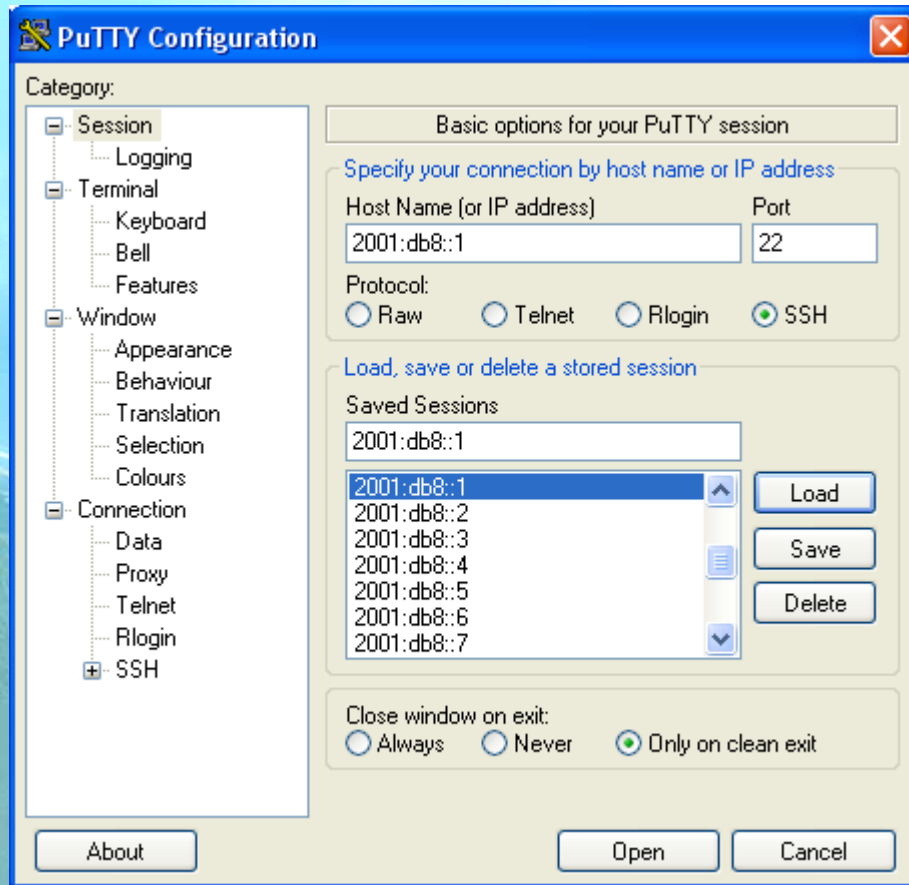 PuTTY Configuration
Category:
Session
Logging
Terminal
Keyboard
Bell
Features
Window
Appearance
Behaviour
Translation
Selection
Colours
Connection
Data
Proxy
Telnet
Rlogin
SSH
Basic options for your PuTTY session
Specify your connection by host name or IP address
Host Name (or IP address) Port
2001:db8::1 22
Protocol:
Raw Telnet Rlogin SSH
Load, save or delete a stored session
Saved Sessions
2001:db8::1
2001:db8::1
2001:db8::2
2001:db8::3
2001:db8::4
2001:db8::5
2001:db8::6
2001:db8::7
Load
Save
Delete
Close window on exit:
Always Never Only on clean exit
About Open Cancel